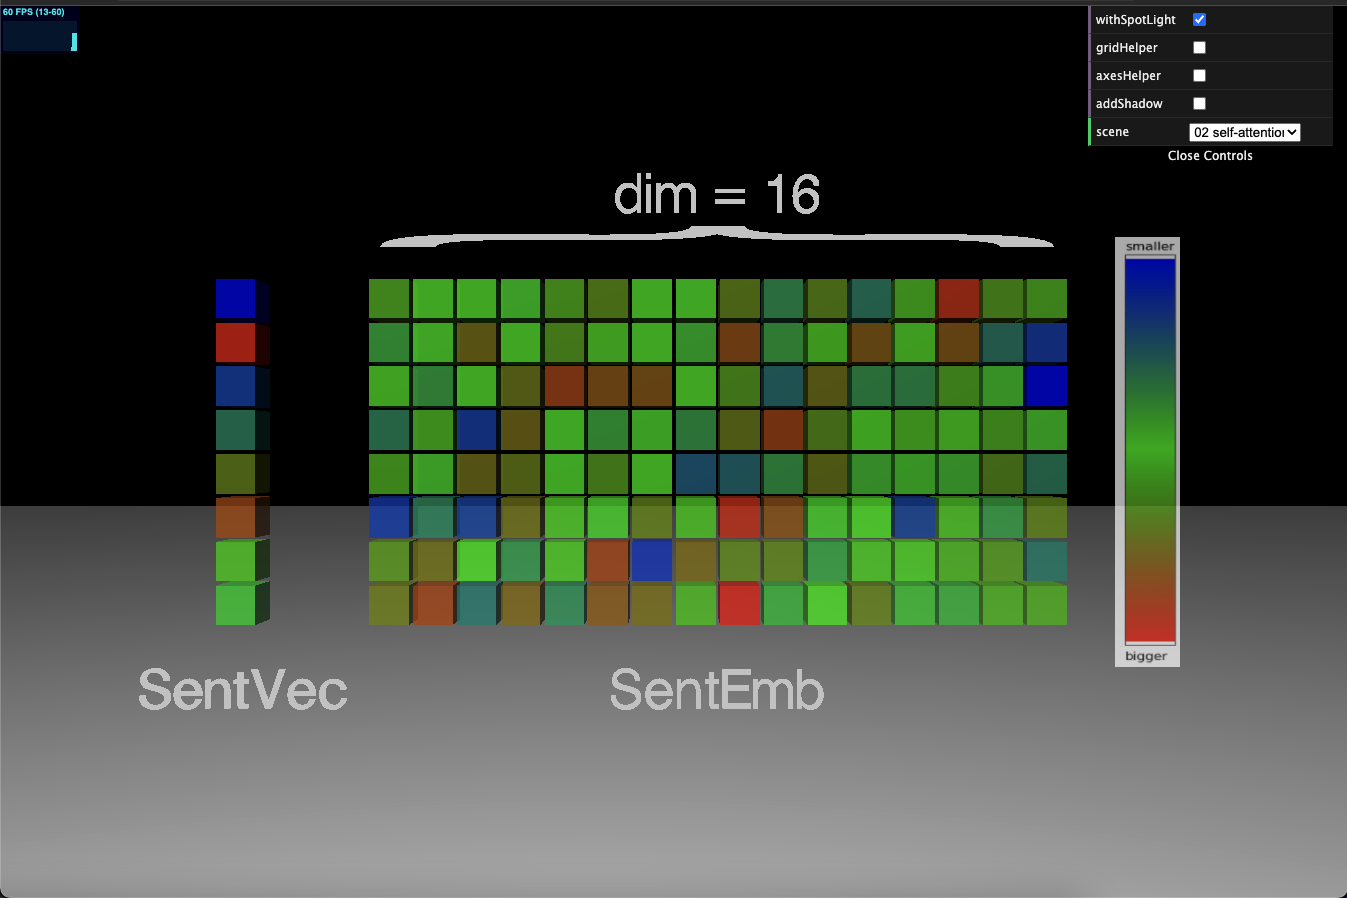 60 FPS (13-60)
withSpotLight
gridHelper
axesHelper
addShadow
scene 02 self-attention
Close Controls
dim = 16
smaller
bigger
SentVec
SentEmb